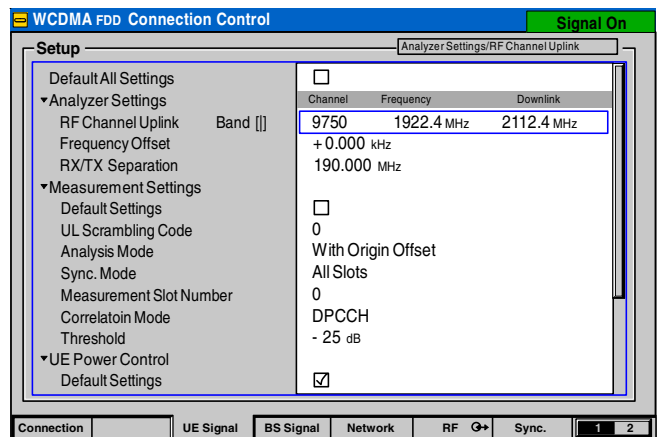 WCDMA FDD Connection Control
Signal On
Setup
Analyzer Settings/RF Channel Uplink
Default All Settings
▾Analyzer Settings Channel Frequency Downlink
RF Channel Uplink Band [|] 9750 1922.4 MHz 2112.4 MHz
Frequency Offset + 0.000 kHz
RX/TX Separation 190.000 MHz
▾Measurement Settings
Default Settings
UL Scrambling Code 0
Analysis Mode With Origin Offset
Sync. Mode All Slots
Measurement Slot Number 0
Correlatoin Mode DPCCH
Threshold - 25 dB
▾UE Power Control
Default Settings
Connection UE Signal BS Signal Network RF Sync. 1 2